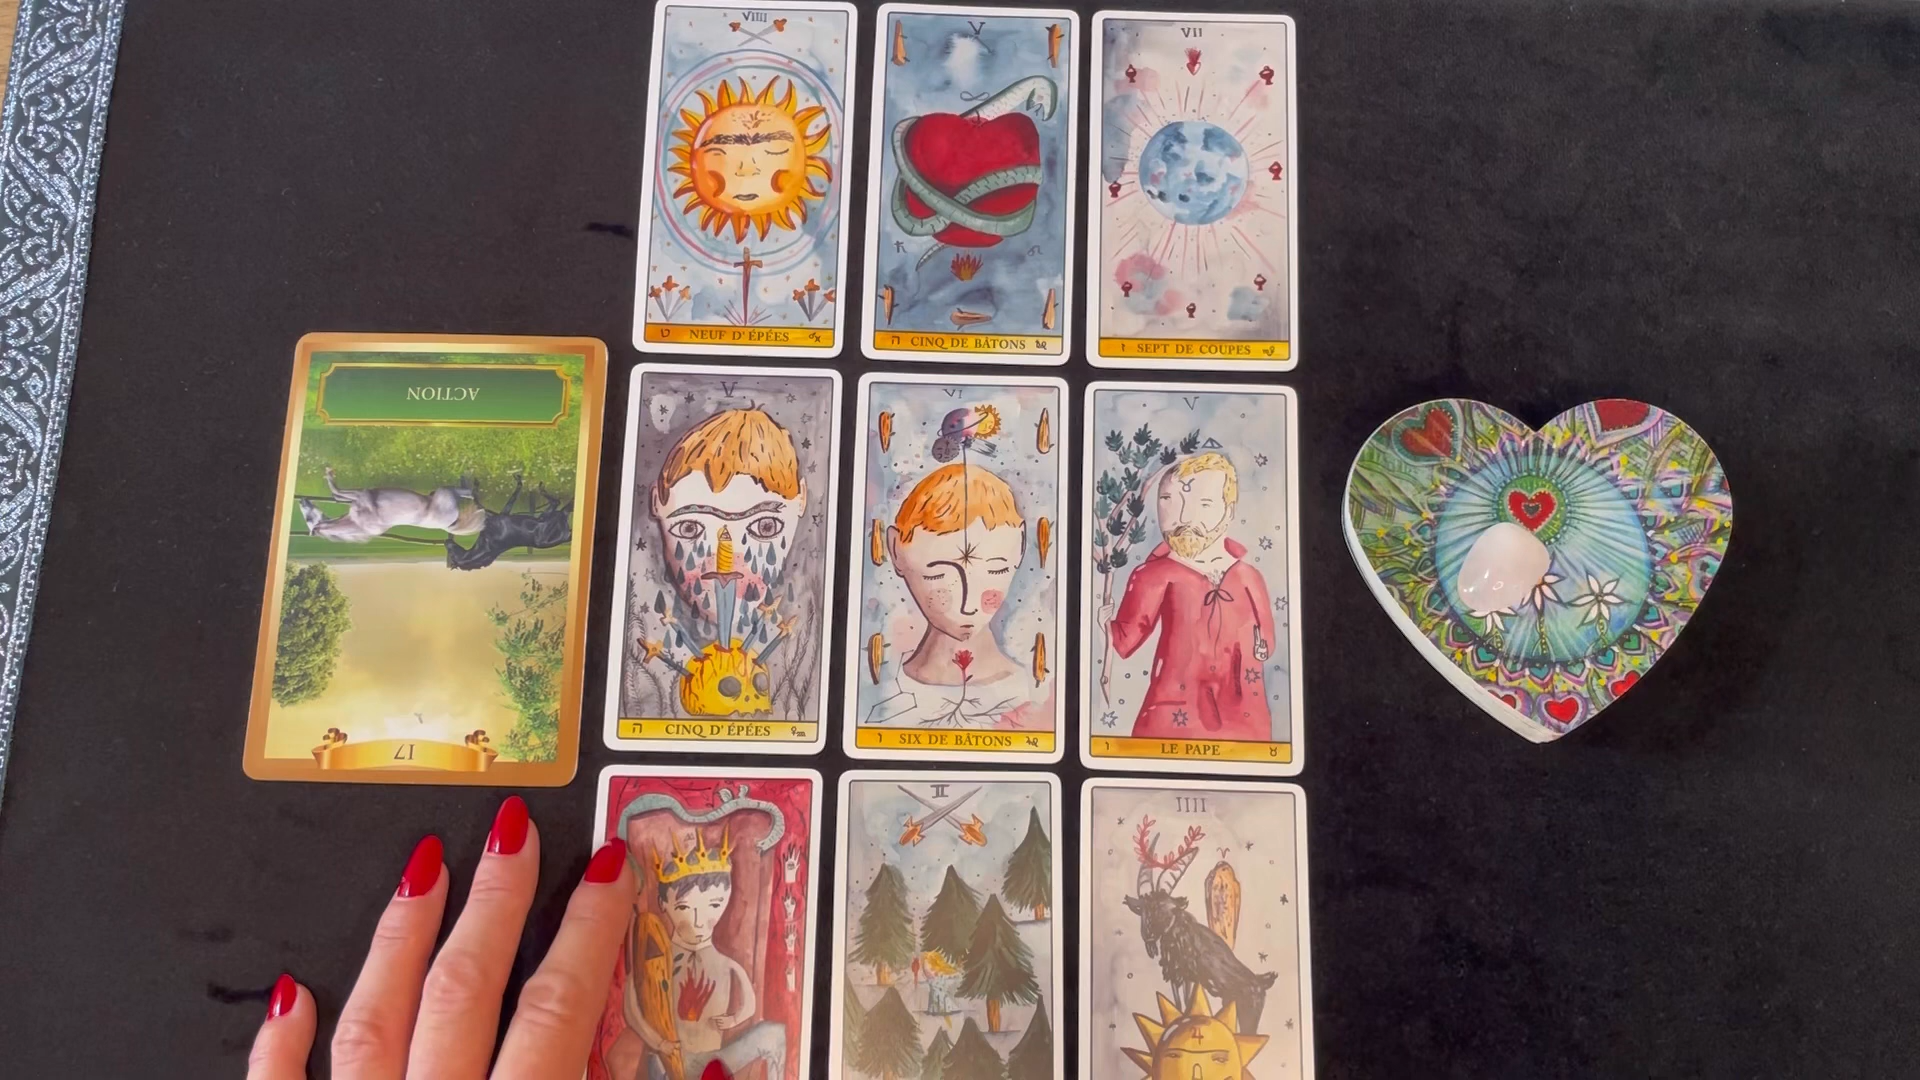 VIIII
NEUF D'ÉPÉES
V
CINQ DE BÂTONS
VII
SEPT DE COUPES
ACTION
17
V
CINQ D'ÉPÉES
VI
SIX DE BÂTONS
V
LE PAPE
II
IIII